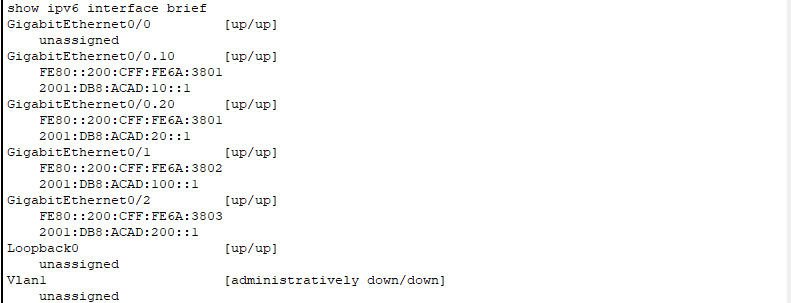 show ipv6 interface brief
GigabitEthernet0/0         [up/up]
    unassigned
GigabitEthernet0/0.10      [up/up]
    FE80::200:CFF:FE6A:3801
    2001:DB8:ACAD:10::1
GigabitEthernet0/0.20      [up/up]
    FE80::200:CFF:FE6A:3801
    2001:DB8:ACAD:20::1
GigabitEthernet0/1         [up/up]
    FE80::200:CFF:FE6A:3802
    2001:DB8:ACAD:100::1
GigabitEthernet0/2         [up/up]
    FE80::200:CFF:FE6A:3803
    2001:DB8:ACAD:200::1
Loopback0                  [up/up]
    unassigned
Vlan1                      [administratively down/down]
    unassigned